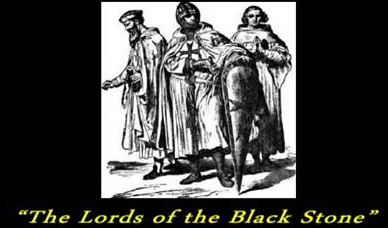 “The Lords of the Black Stone”